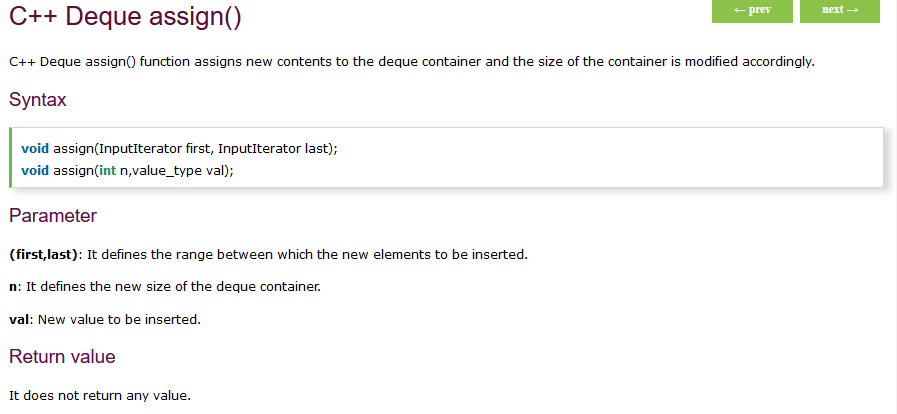 C++ Deque assign()
← prev
next →
C++ Deque assign() function assigns new contents to the deque container and the size of the container is modified accordingly.
Syntax
void assign(InputIterator first, InputIterator last);
void assign(int n,value_type val);
Parameter
(first,last): It defines the range between which the new elements to be inserted.
n: It defines the new size of the deque container.
val: New value to be inserted.
Return value
It does not return any value.